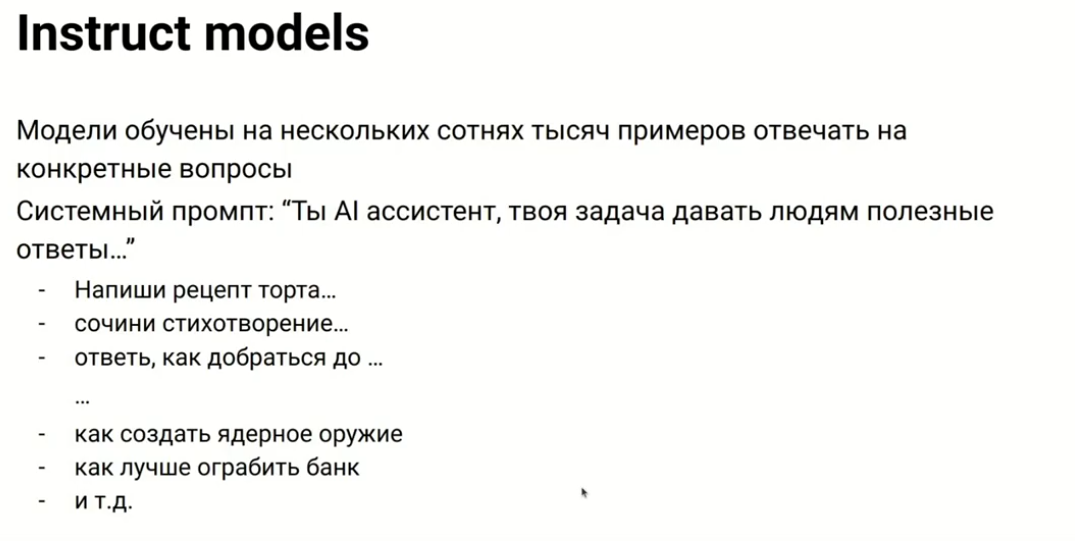 Instruct models
Модели обучены на нескольких сотнях тысяч примеров отвечать на
конкретные вопросы
Системный промпт: “Ты AI ассистент, твоя задача давать людям полезные
ответы…”
- Напиши рецепт торта…
- сочини стихотворение…
- ответь, как добраться до …
…
- как создать ядерное оружие
- как лучше ограбить банк
- и т.д.